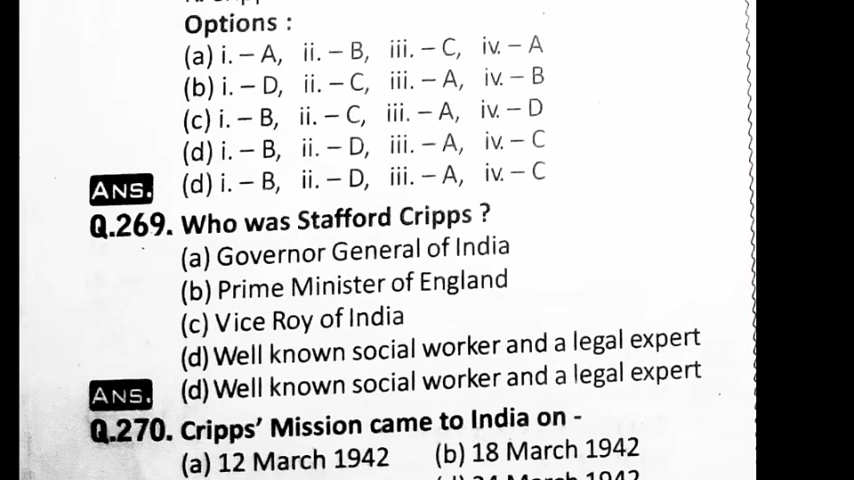 Options :
(a) i. – A, ii. – B, iii. – C, iv. – A
(b) i. – D, ii. – C, iii. – A, iv. – B
(c) i. – B, ii. – C, iii. – A, iv. – D
(d) i. – B, ii. – D, iii. – A, iv. – C
ANS. (d) i. – B, ii. – D, iii. – A, iv. – C
Q.269. Who was Stafford Cripps ?
(a) Governor General of India
(b) Prime Minister of England
(c) Vice Roy of India
(d) Well known social worker and a legal expert
ANS. (d) Well known social worker and a legal expert
Q.270. Cripps’ Mission came to India on -
(a) 12 March 1942 (b) 18 March 1942